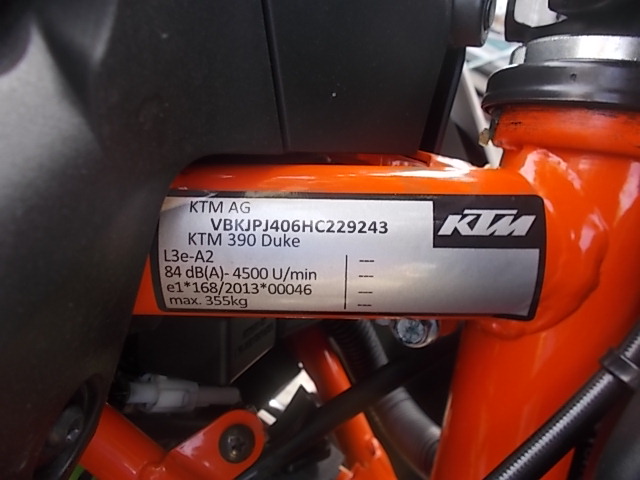 KTM AG
VBKJPJ406HC229243
KTM 390 Duke
L3e-A2 ---
84 dB(A)- 4500 U/min ---
e1*168/2013*00046 ---
max. 355kg ---
KTM